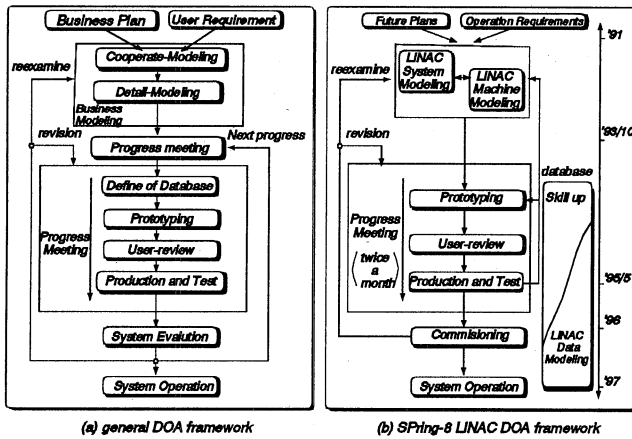 Business Plan
User Requirement
Cooperate-Modeling
reexamine
Detail-Modeling
Business
Modeling
revision
Next progress
Progress meeting
Define of Database
Prototyping
Progress
Meeting
User-review
Production and Test
System Evalution
System Operation
(a) general DOA framework
Future Plans
Operation Requirements
'91
LINAC
System
Modeling
LINAC
Machine
Modeling
reexamine
'93/10
revision
database
Skill up
Prototyping
Progress
Meeting
twice
a
month
User-review
Production and Test
'95/5
'96
Commisioning
LINAC
Data
Modeling
System Operation
'97
(b) SPring-8 LINAC DOA framework